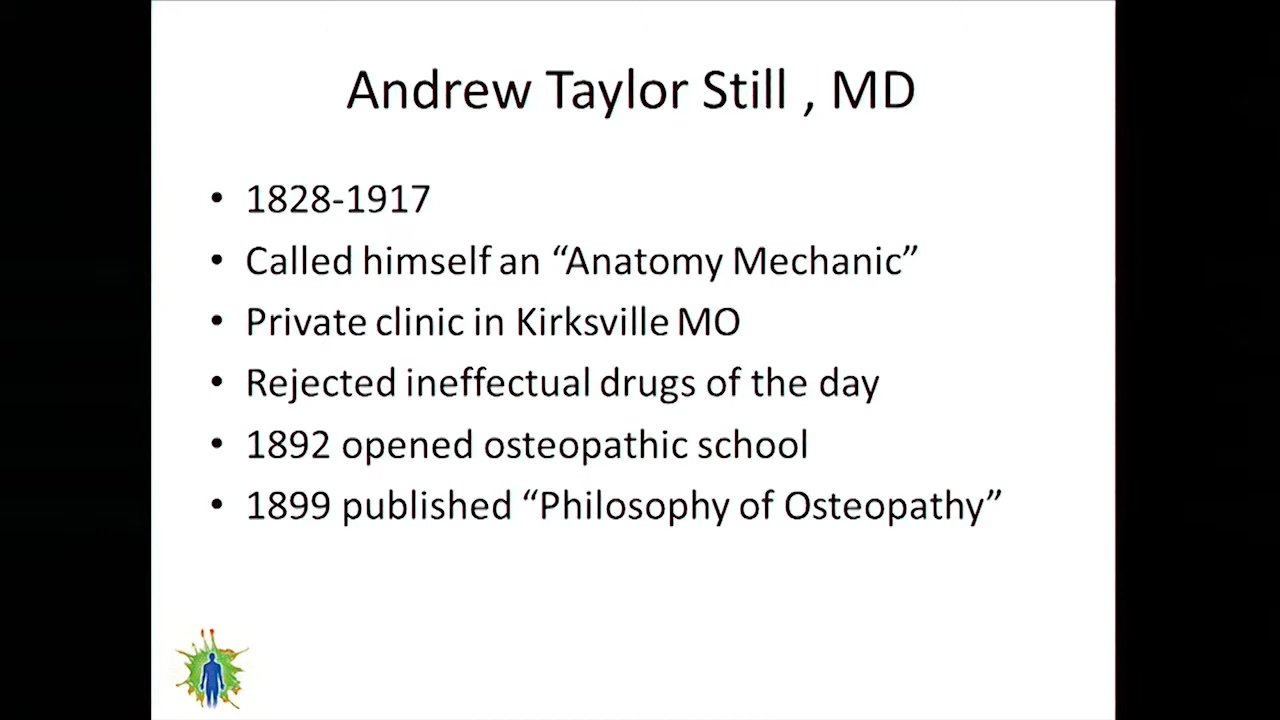 Andrew Taylor Still , MD
• 1828-1917
• Called himself an “Anatomy Mechanic”
• Private clinic in Kirksville MO
• Rejected ineffectual drugs of the day
• 1892 opened osteopathic school
• 1899 published “Philosophy of Osteopathy”